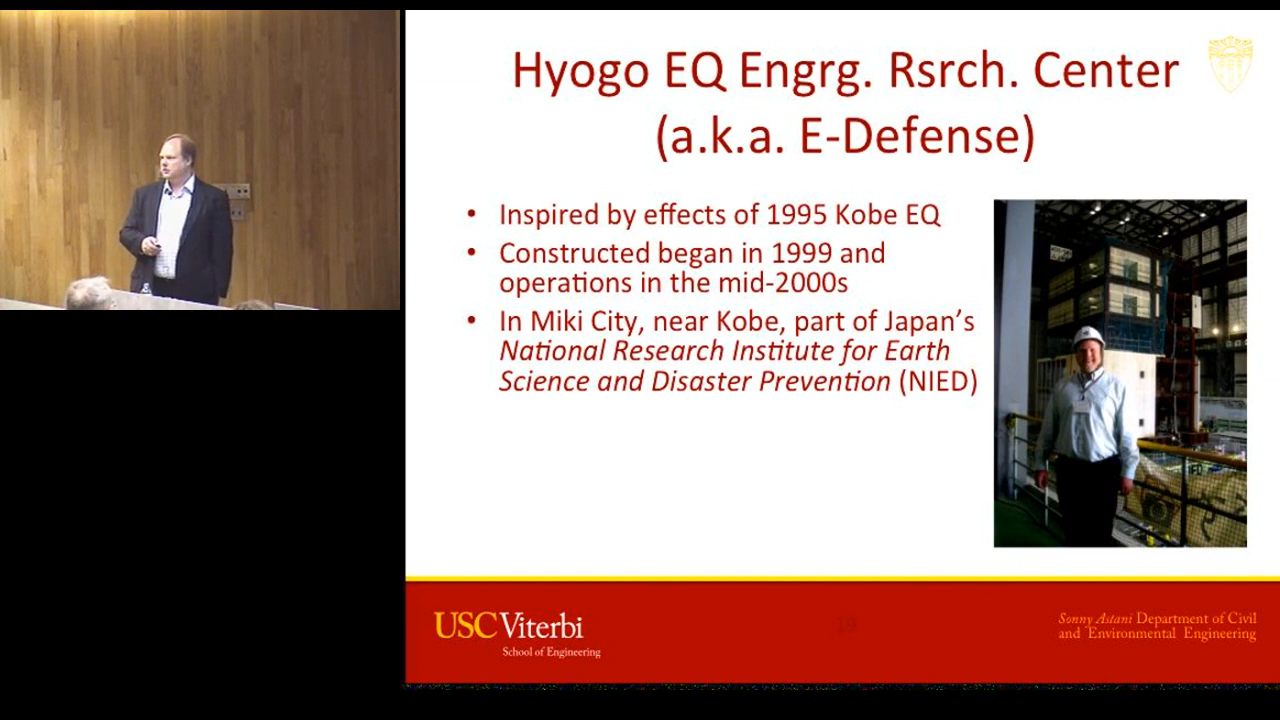 Hyogo EQ Engrg. Rsrch. Center
(a.k.a. E-Defense)
• Inspired by effects of 1995 Kobe EQ
• Constructed began in 1999 and
operations in the mid-2000s
• In Miki City, near Kobe, part of Japan's
National Research Institute for Earth
Science and Disaster Prevention (NIED)
USC Viterbi
School of Engineering
19
Sonny Astani Department of Civil
and Environmental Engineering